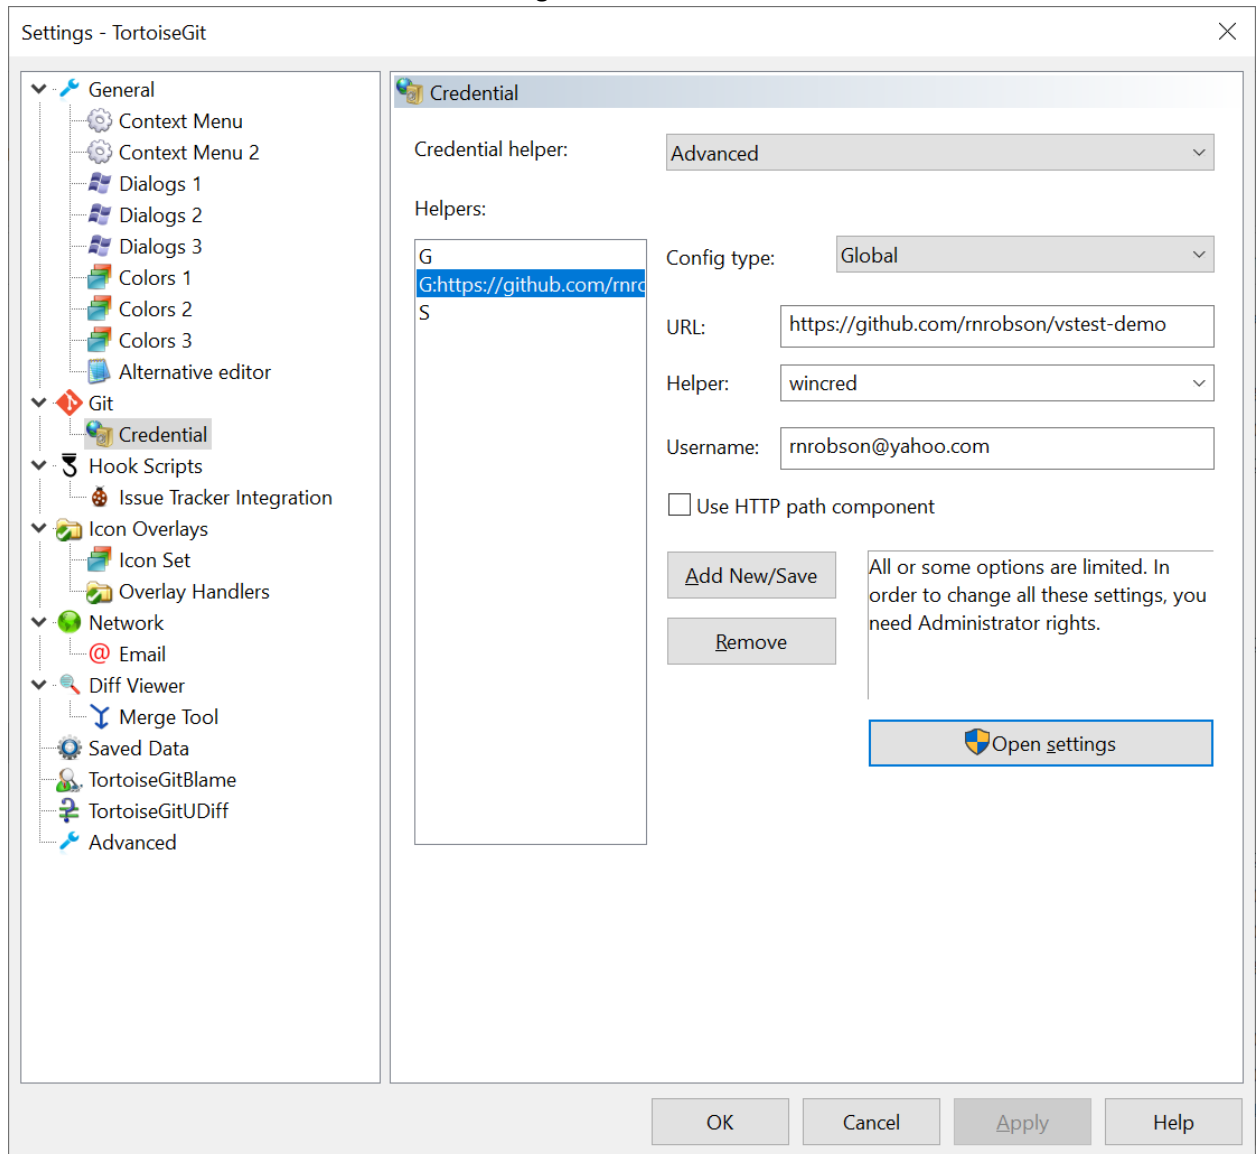 Settings - TortoiseGit
General
Context Menu
Context Menu 2
Dialogs 1
Dialogs 2
Dialogs 3
Colors 1
Colors 2
Colors 3
Alternative editor
Git
Credential
Hook Scripts
Issue Tracker Integration
Icon Overlays
Icon Set
Overlay Handlers
Network
Email
Diff Viewer
Merge Tool
Saved Data
TortoiseGitBlame
TortoiseGitUDiff
Advanced
Credential
Credential helper:
Advanced
Helpers:
G
G:https://github.com/rnro
S
Config type:
Global
URL:
https://github.com/rnrobson/vstest-demo
Helper:
wincred
Username:
rnrobson@yahoo.com
Use HTTP path component
Add New/Save
Remove
All or some options are limited. In
order to change all these settings, you
need Administrator rights.
Open settings
OK
Cancel
Apply
Help